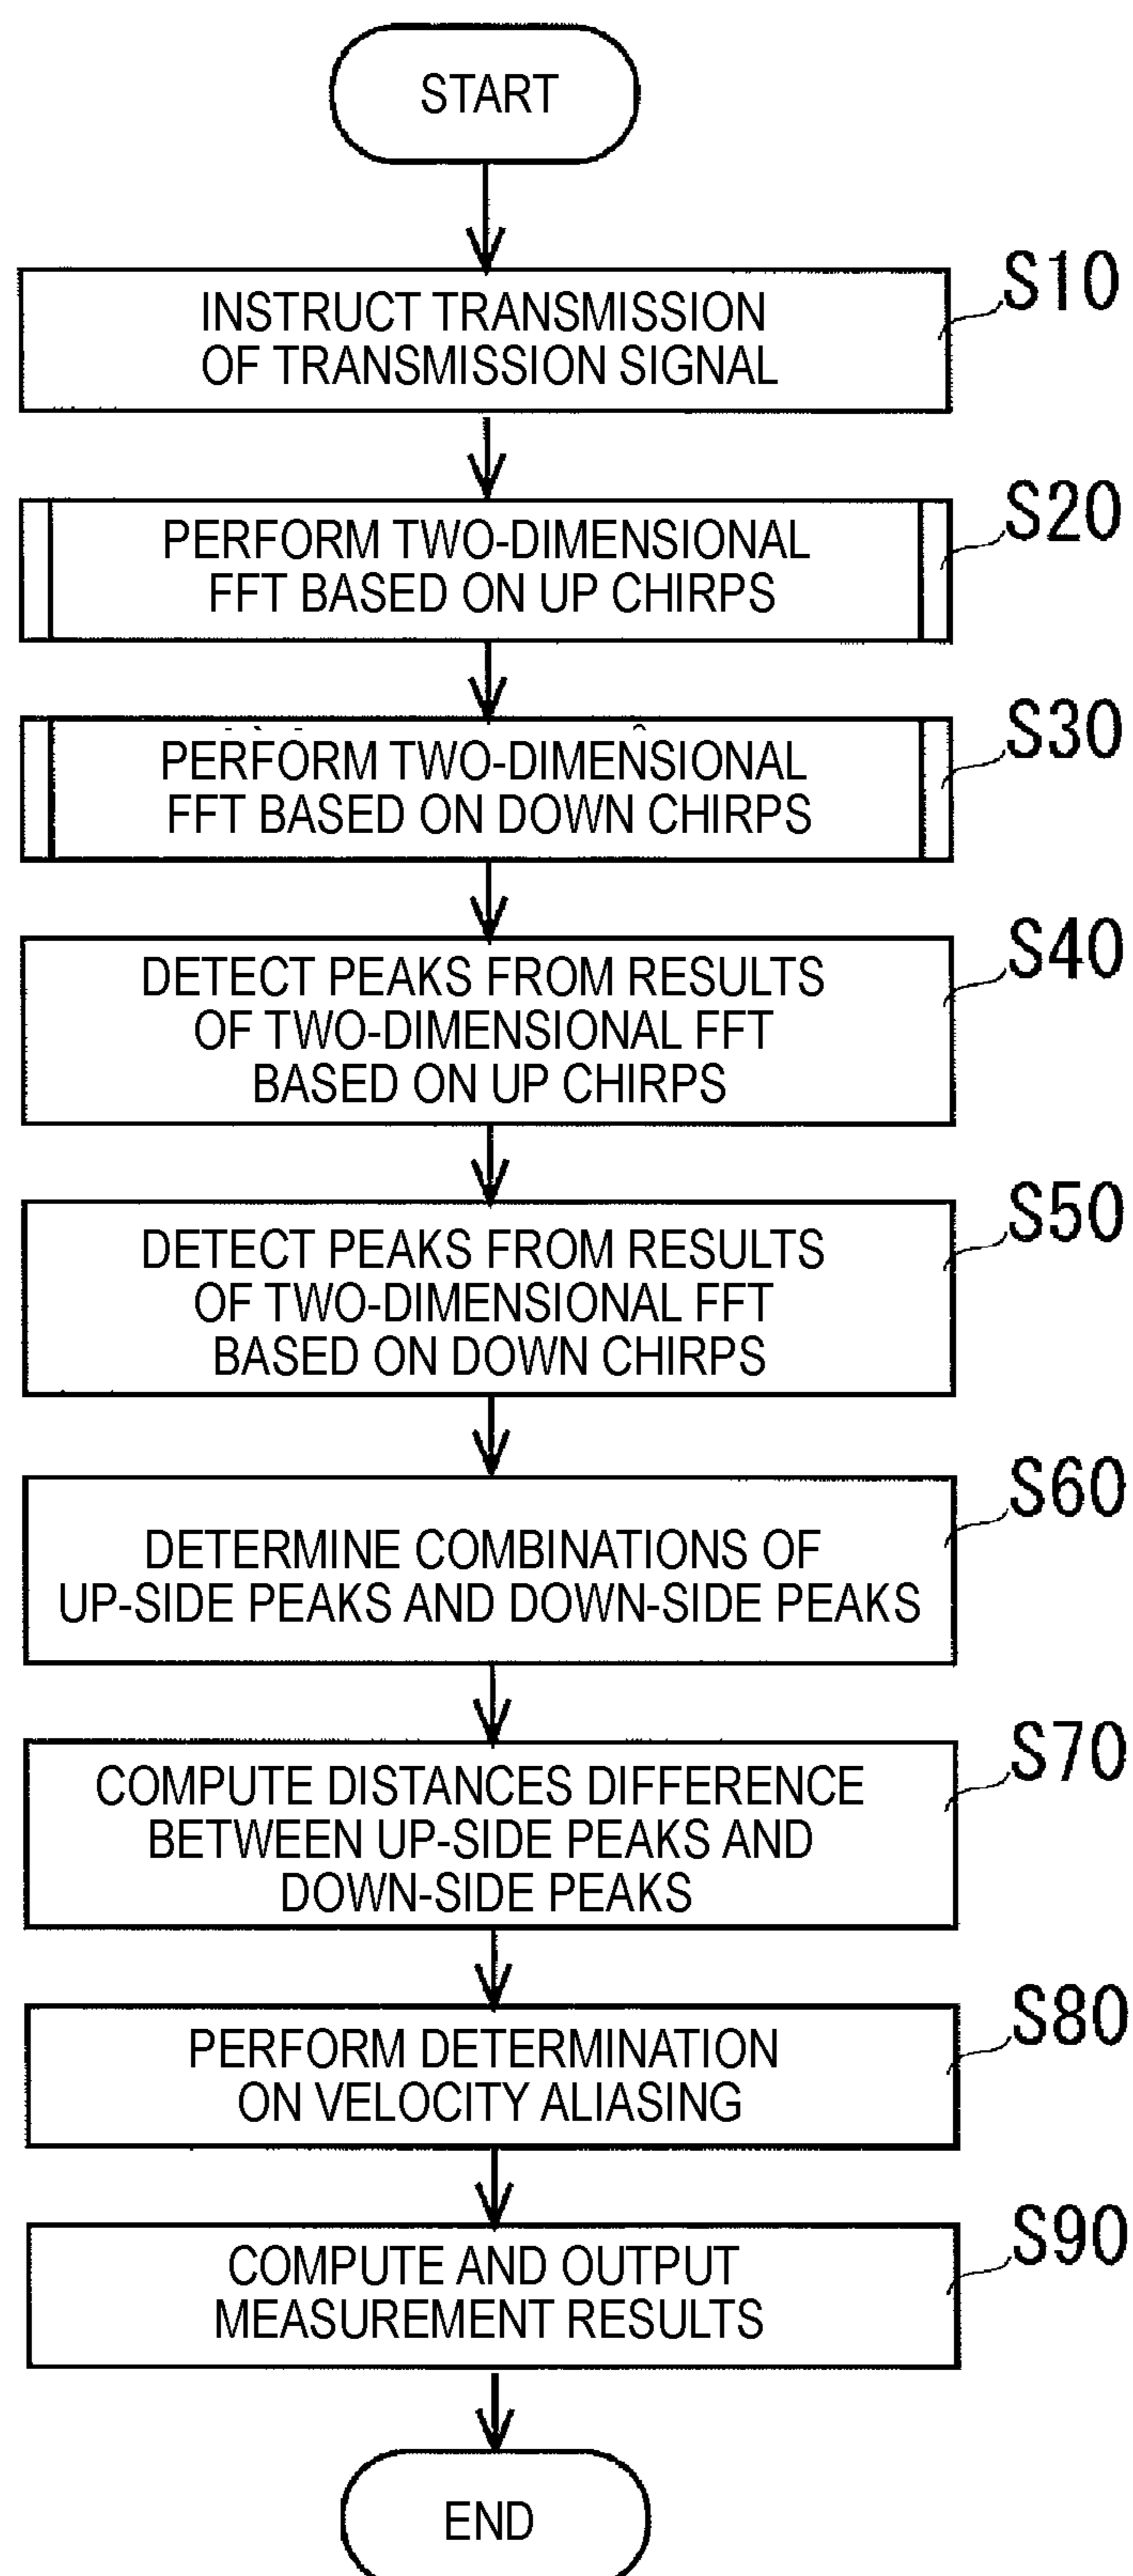 START
INSTRUCT TRANSMISSION
OF TRANSMISSION SIGNAL
S10
PERFORM TWO-DIMENSIONAL
FFT BASED ON UP CHIRPS
S20
PERFORM TWO-DIMENSIONAL
FFT BASED ON DOWN CHIRPS
S30
DETECT PEAKS FROM RESULTS
OF TWO-DIMENSIONAL FFT
BASED ON UP CHIRPS
S40
DETECT PEAKS FROM RESULTS
OF TWO-DIMENSIONAL FFT
BASED ON DOWN CHIRPS
S50
DETERMINE COMBINATIONS OF
UP-SIDE PEAKS AND DOWN-SIDE PEAKS
S60
COMPUTE DISTANCES DIFFERENCE
BETWEEN UP-SIDE PEAKS AND
DOWN-SIDE PEAKS
S70
PERFORM DETERMINATION
ON VELOCITY ALIASING
S80
COMPUTE AND OUTPUT
MEASUREMENT RESULTS
S90
END